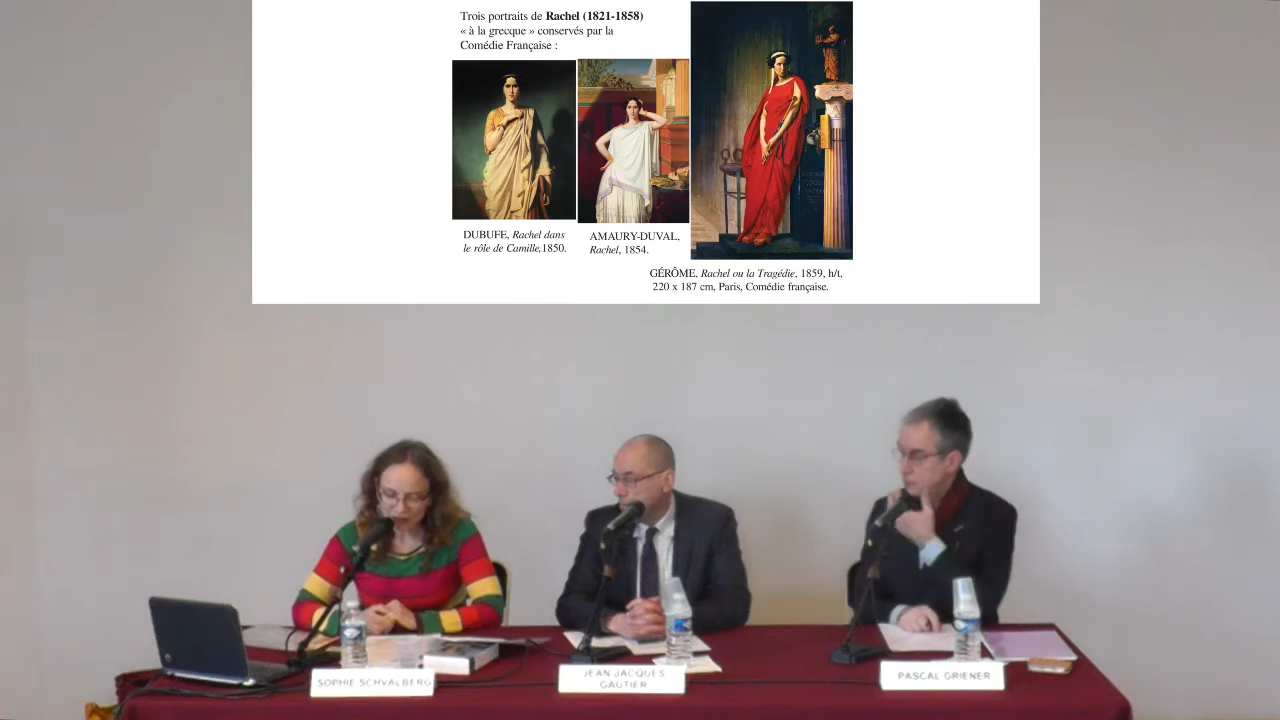 Trois portraits de Rachel (1821-1858)
« à la grecque » conservés par la
Comédie Française :
DUBUFE, Rachel dans
le rôle de Camille,1850.
AMAURY-DUVAL,
Rachel, 1854.
GÉRÔME, Rachel ou la Tragédie, 1859, h/t,
220 x 187 cm, Paris, Comédie française.
SOPHIE SCHVALBERG
JEAN-JACQUES
GAUTIER
PASCAL GRIENER